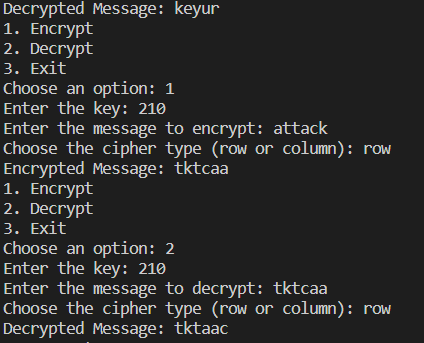 Decrypted Message: keyur
1. Encrypt
2. Decrypt
3. Exit
Choose an option: 1
Enter the key: 210
Enter the message to encrypt: attack
Choose the cipher type (row or column): row
Encrypted Message: tktcaa
1. Encrypt
2. Decrypt
3. Exit
Choose an option: 2
Enter the key: 210
Enter the message to decrypt: tktcaa
Choose the cipher type (row or column): row
Decrypted Message: tktaac